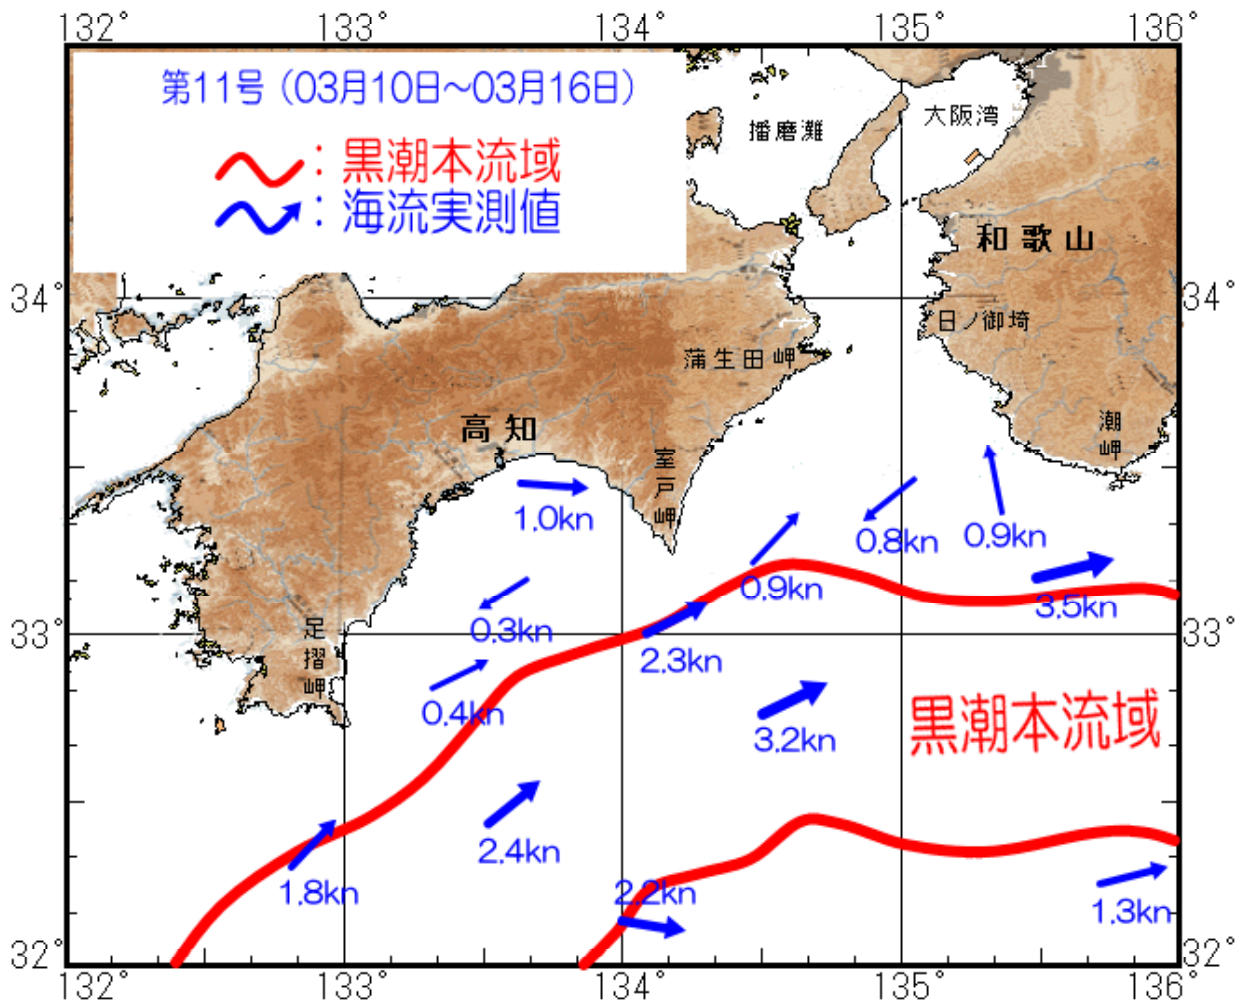 132° 133° 134° 135° 136°
第11号（03月10日～03月16日）
：黒潮本流域
：海流実測値
播磨灘
大阪湾
和歌山
34°
34°
日ノ御埼
蒲生田岬
高知
潮岬
室戸岬
1.0kn
0.8kn
0.9kn
0.9kn
3.5kn
0.3kn
33°
33°
足摺岬
2.3kn
0.4kn
3.2kn
黒潮本流域
2.4kn
1.8kn
2.2kn
1.3kn
32°
32°
132° 133° 134° 135° 136°